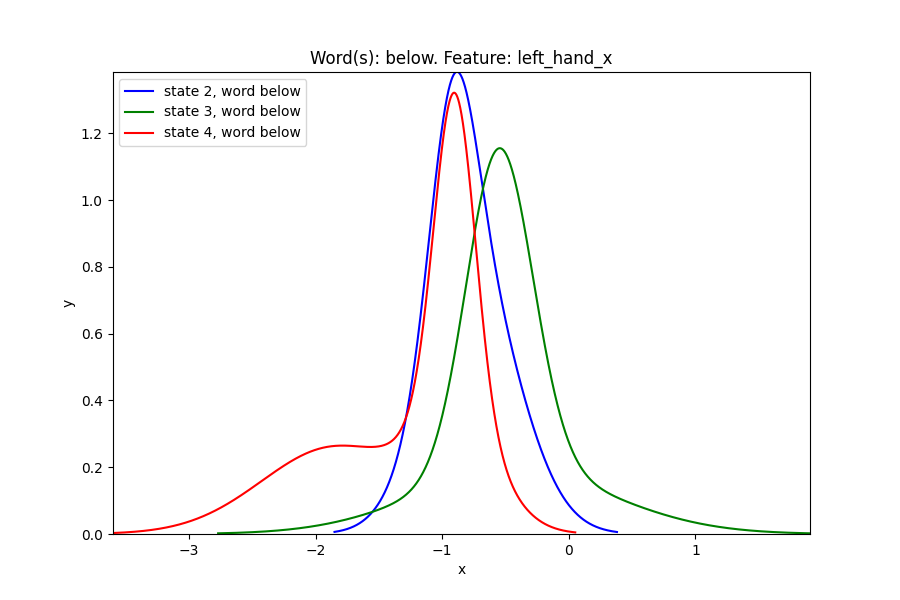 Word(s): below. Feature: left_hand_x
state 2, word below
state 3, word below
state 4, word below
1.2
1.0
0.8
0.6
0.4
0.2
0.0
y
−3 −2 −1 0 1
x